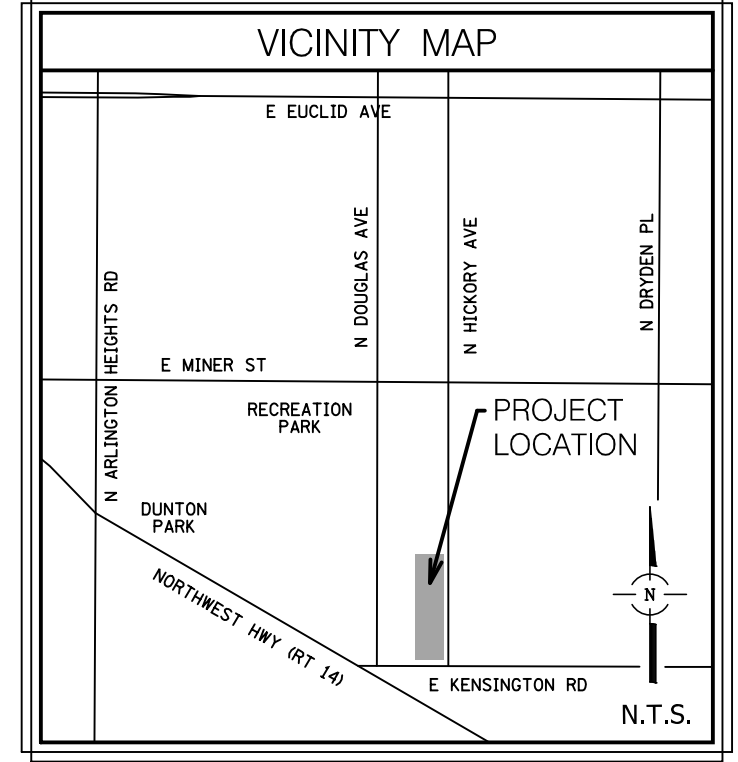 VICINITY MAP
E EUCLID AVE
N DOUGLAS AVE
N HICKORY AVE
N DRYDEN PL
N ARLINGTON HEIGHTS RD
E MINER ST
RECREATION
PARK
PROJECT
LOCATION
DUNTON
PARK
NORTHWEST HWY (RT 14)
N
E KENSINGTON RD
N.T.S.